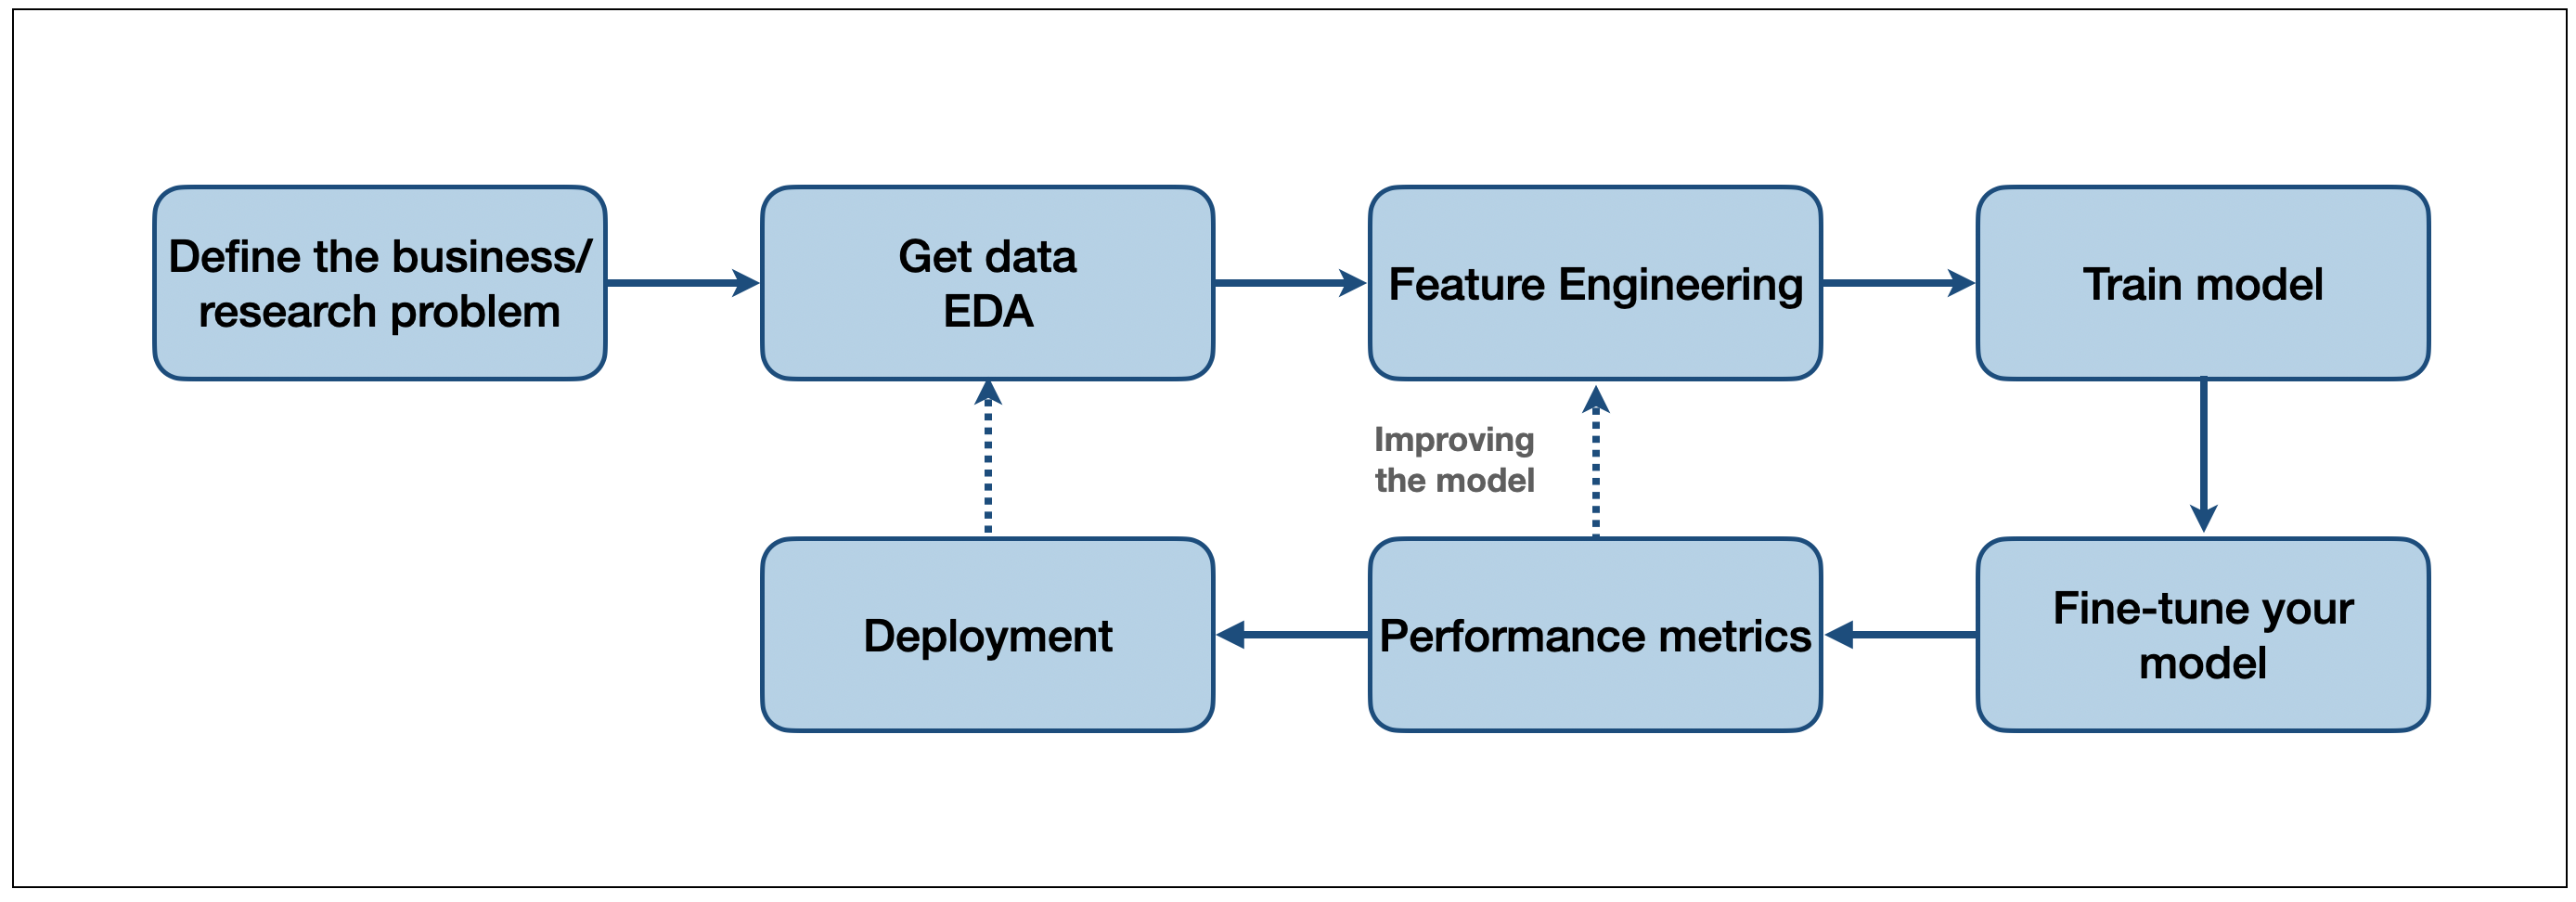 Define the business/
research problem
Get data
EDA
Feature Engineering
Train model
Improving
the model
Deployment
Performance metrics
Fine-tune your
model